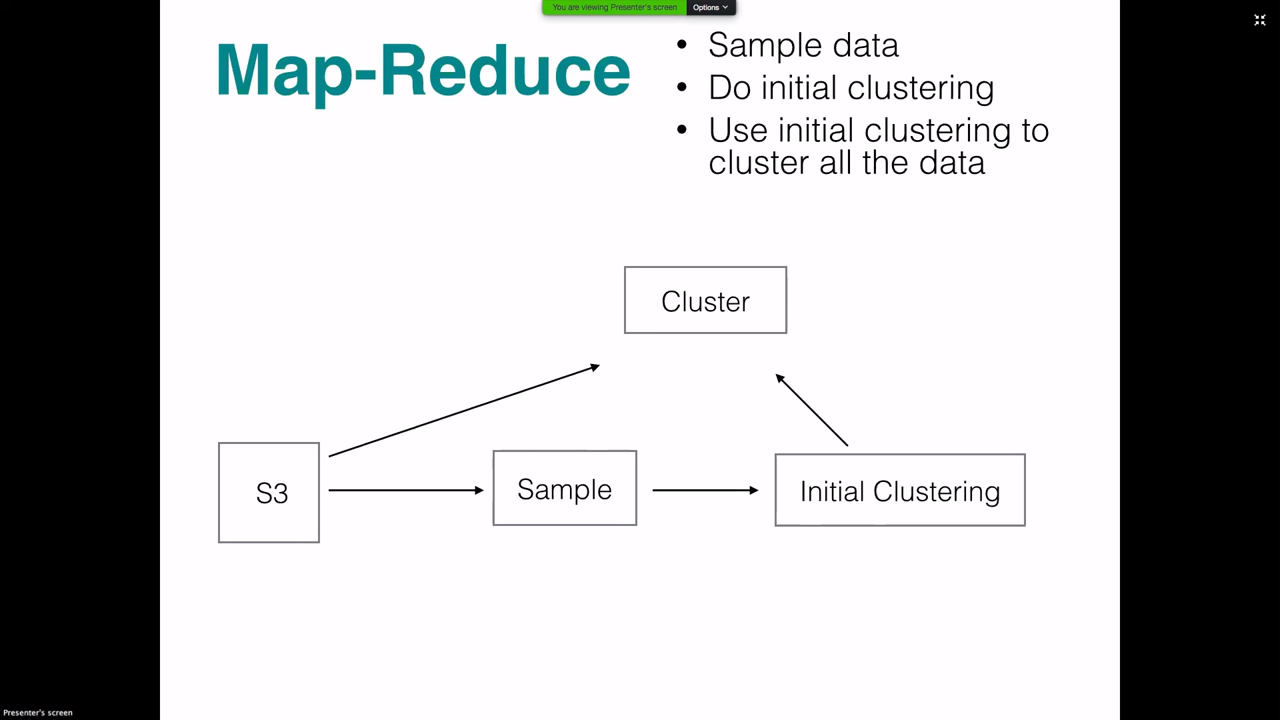 You are viewing Presenter's screen
Options
Map-Reduce
• Sample data
• Do initial clustering
• Use initial clustering to
cluster all the data
Cluster
S3
Sample
Initial Clustering
Presenter's screen